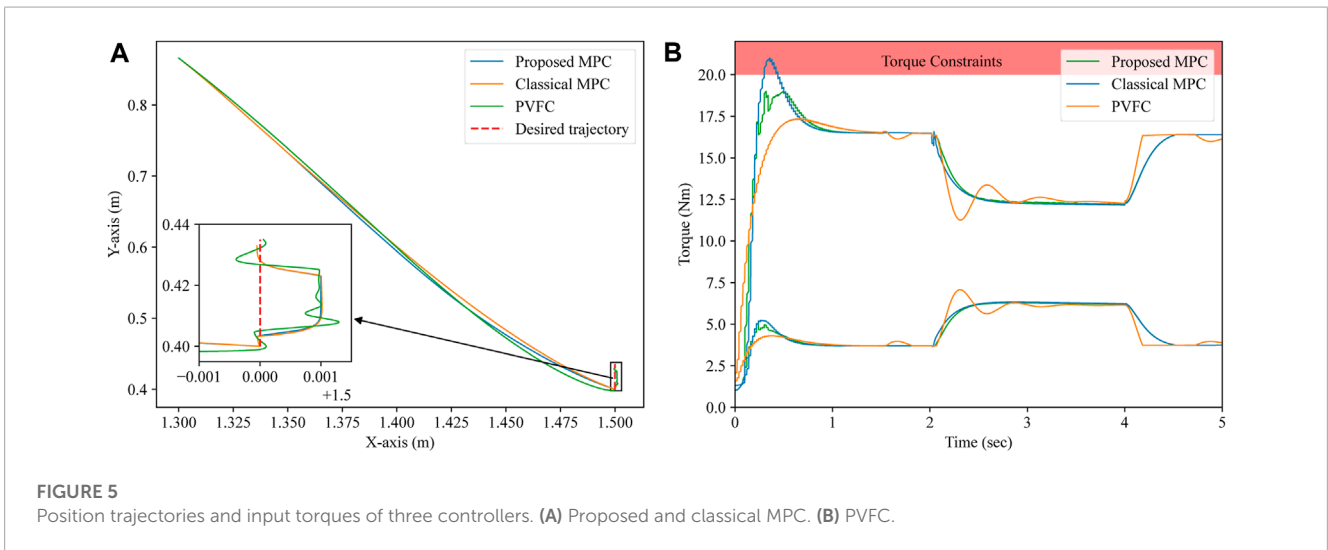 A
Proposed MPC
Classical MPC
PVFC
Desired trajectory
0.8
0.7
0.6
0.5
0.4
Y-axis (m)
0.44
0.42
0.40
−0.001 0.000 0.001
+1.5
1.300 1.325 1.350 1.375 1.400 1.425 1.450 1.475 1.500
X-axis (m)
B
Torque Constraints
Proposed MPC
Classical MPC
PVFC
20.0
17.5
15.0
12.5
10.0
7.5
5.0
2.5
0.0
Torque (Nm)
0 1 2 3 4 5
Time (sec)
FIGURE 5
Position trajectories and input torques of three controllers. (A) Proposed and classical MPC. (B) PVFC.